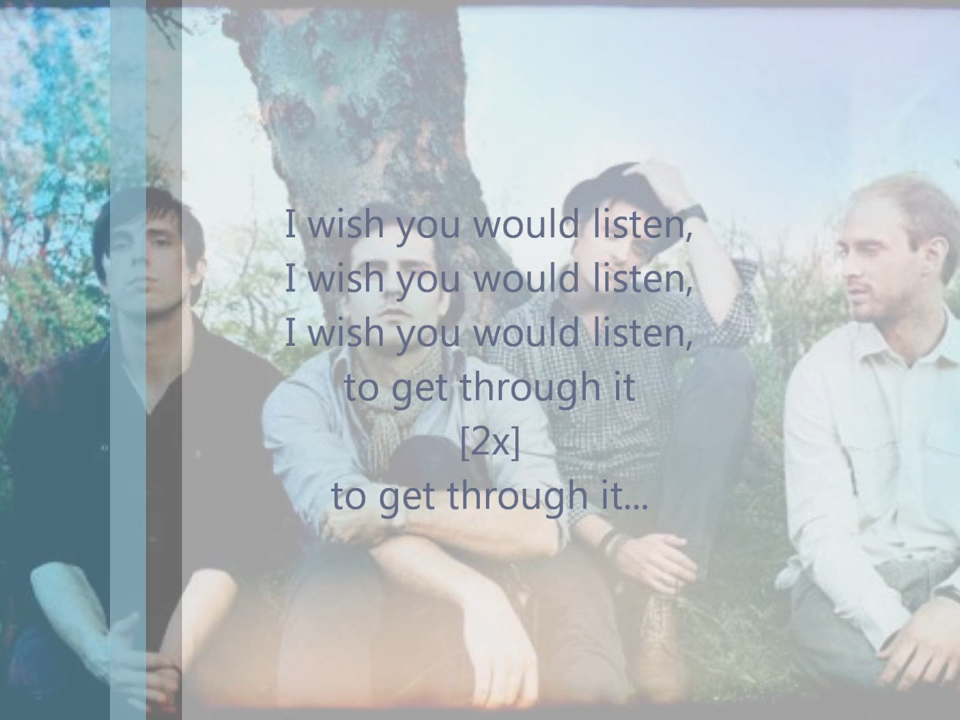 I wish you would listen,
I wish you would listen,
I wish you would listen,
to get through it
[2x]
to get through it...